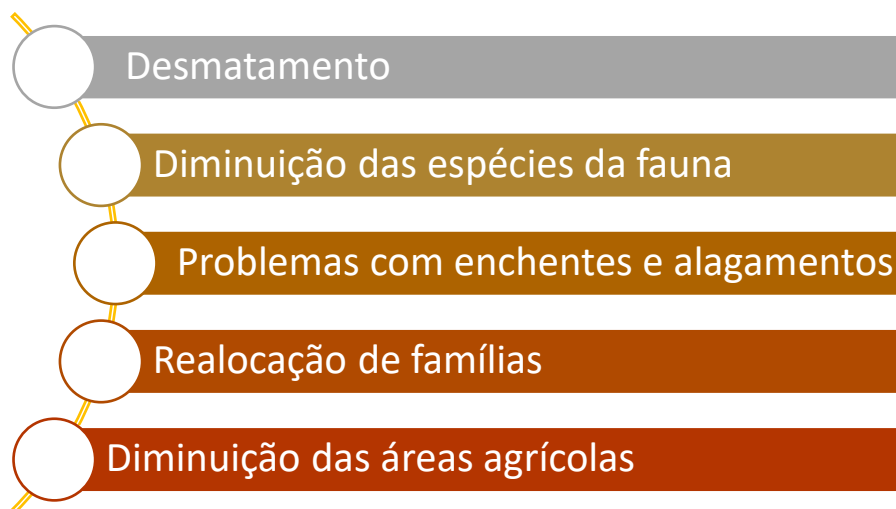 Desmatamento
Diminuição das espécies da fauna
Problemas com enchentes e alagamentos
Realocação de famílias
Diminuição das áreas agrícolas